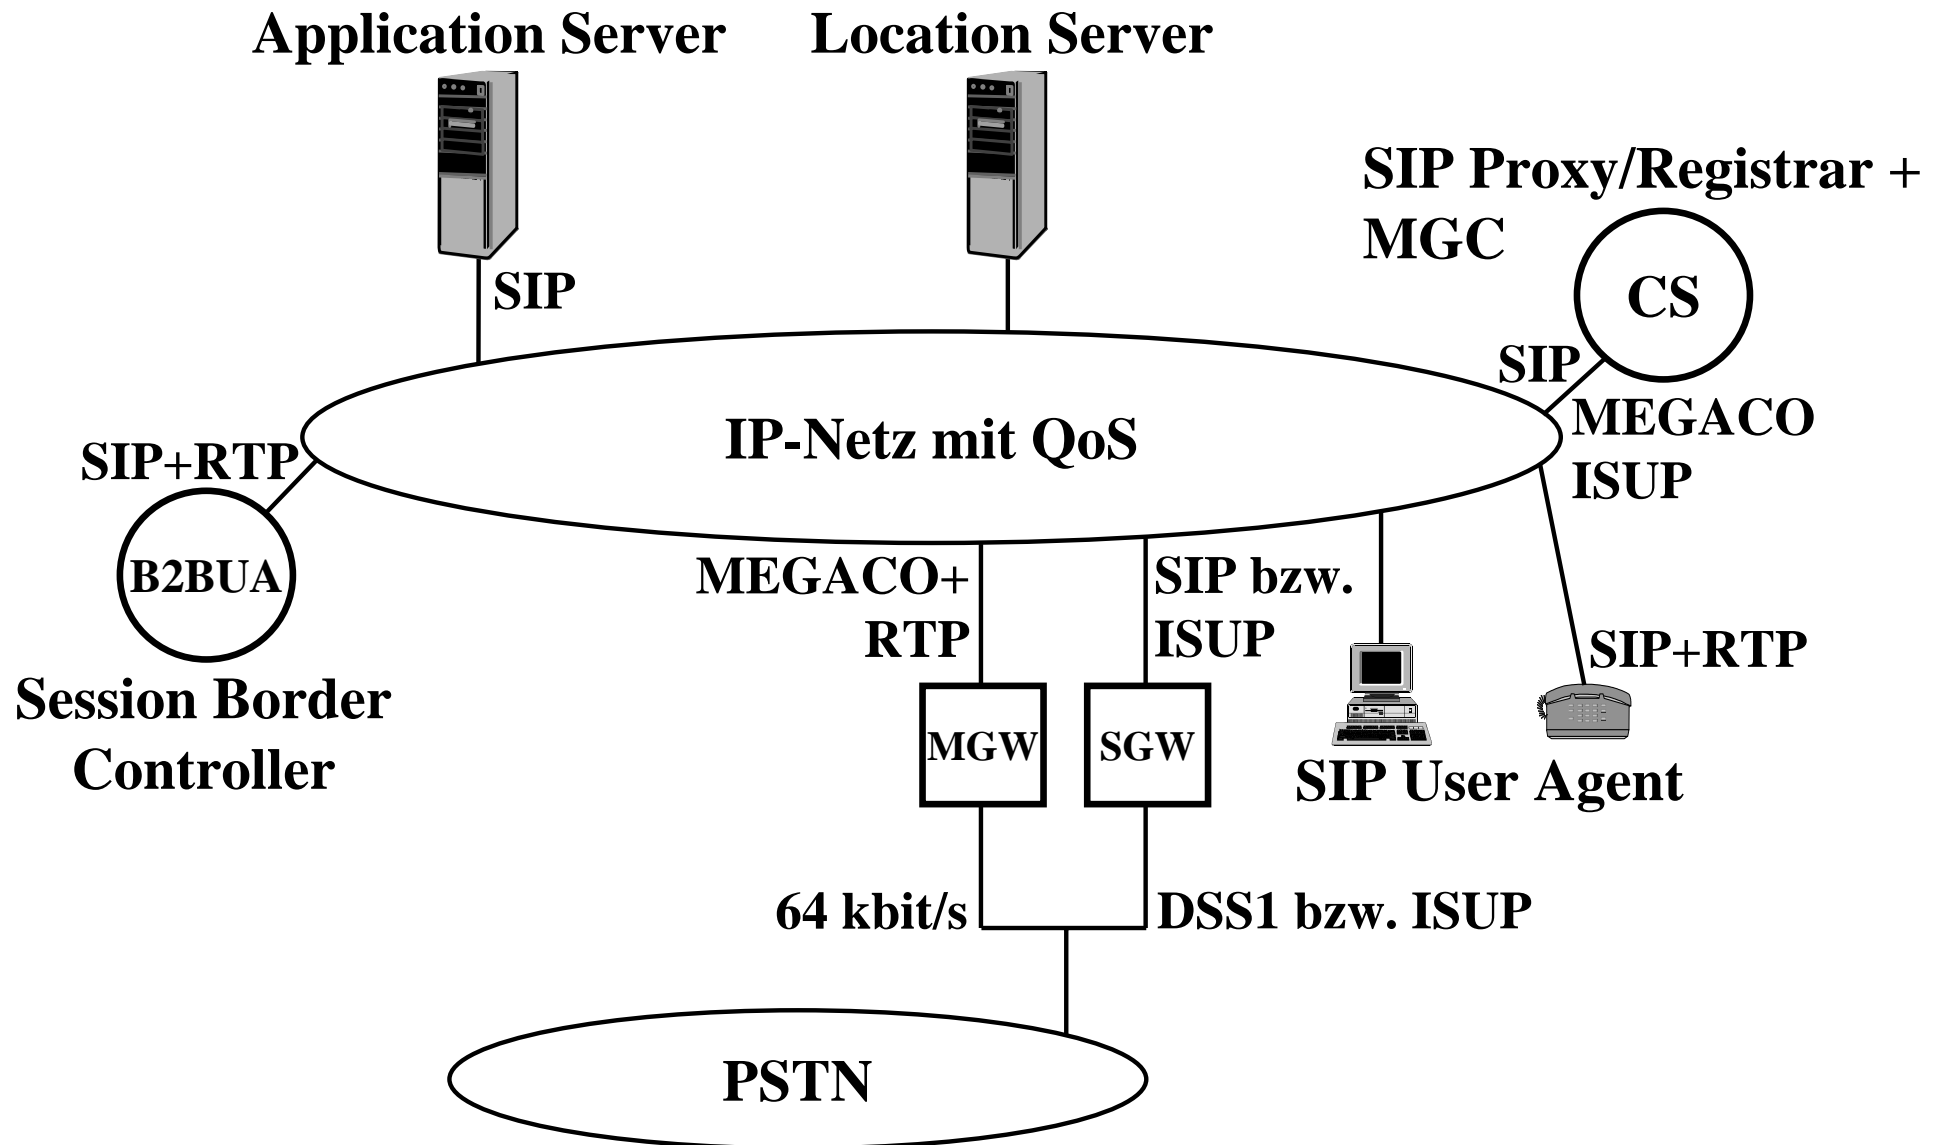 Application Server
Location Server
SIP Proxy/Registrar +
MGC
CS
SIP
SIP
MEGACO
ISUP
IP-Netz mit QoS
SIP+RTP
B2BUA
Session Border
Controller
MEGACO+
RTP
SIP bzw.
ISUP
SIP+RTP
MGW
SGW
SIP User Agent
64 kbit/s
DSS1 bzw. ISUP
PSTN